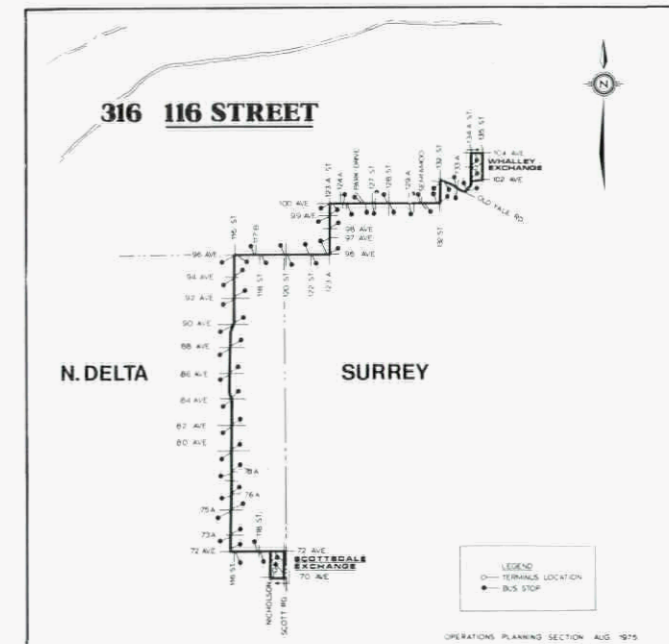 316 116 STREET
N
134 A ST.
135 ST.
104 AVE
WHALLEY
EXCHANGE
102 AVE
133 A
132 ST.
OLD YALE RD.
132 ST.
123 A ST.
124 A
PARK DRIVE
127 ST
128 ST.
129 A
SEMIAHMOO
100 AVE
99 AVE
98 AVE
97 AVE
96 AVE
116 ST
117 B
96 AVE
118 ST.
120 ST.
122 ST.
123 A
94 AVE
92 AVE
90 AVE
88 AVE
N. DELTA
SURREY
86 AVE
84 AVE
82 AVE
80 AVE
78 A
76 A
75 A
73 A
72 AVE
116 ST.
118 ST.
72 AVE
SCOTTSDALE
EXCHANGE
70 AVE
NICHOLSON
SCOTT RD.
LEGEND
TERMINUS LOCATION
BUS STOP
OPERATIONS PLANNING SECTION AUG. 1975